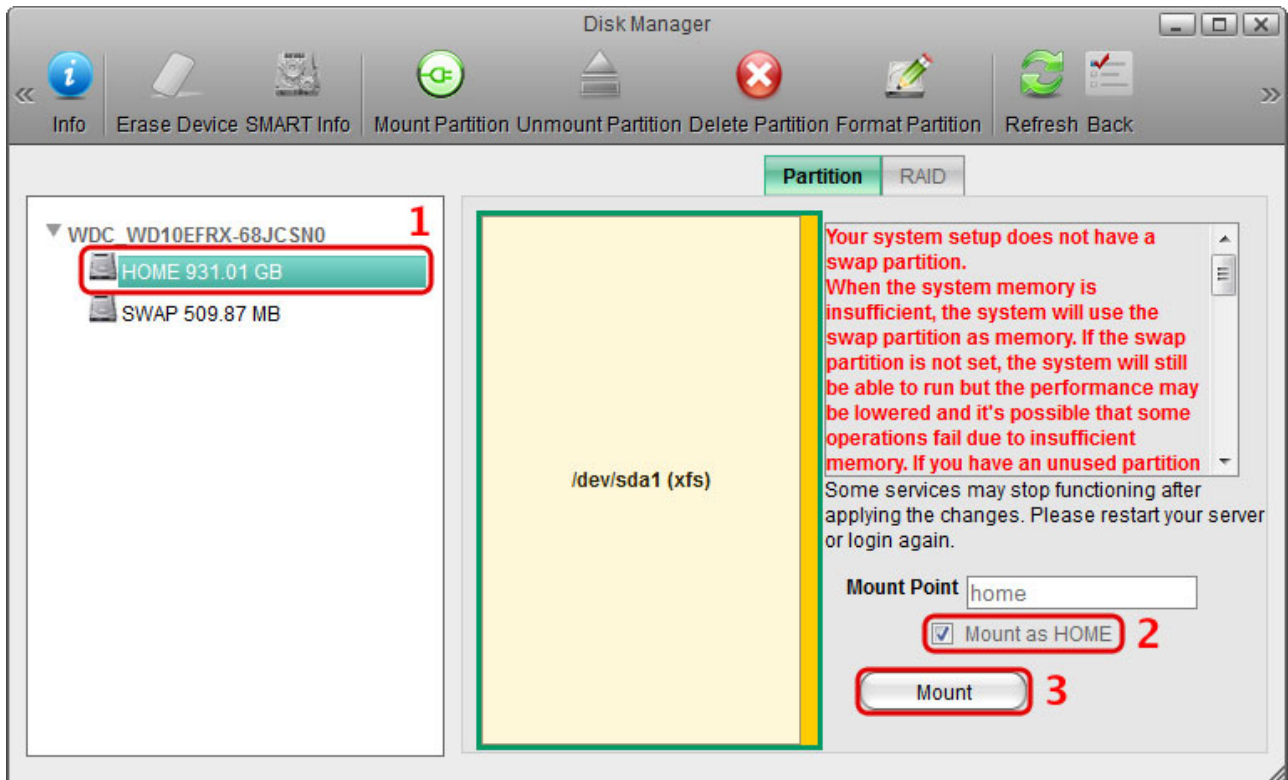 Disk Manager
Info
Erase Device
SMART Info
Mount Partition
Unmount Partition
Delete Partition
Format Partition
Refresh
Back
Partition
RAID
WDC_WD10EFRX-68JCSN0
1
HOME 931.01 GB
SWAP 509.87 MB
/dev/sda1 (xfs)
Your system setup does not have a
swap partition.
When the system memory is
insufficient, the system will use the
swap partition as memory. If the swap
partition is not set, the system will still
be able to run but the performance may
be lowered and it's possible that some
operations fail due to insufficient
memory. If you have an unused partition
Some services may stop functioning after
applying the changes. Please restart your server
or login again.
Mount Point
home
Mount as HOME
2
Mount
3